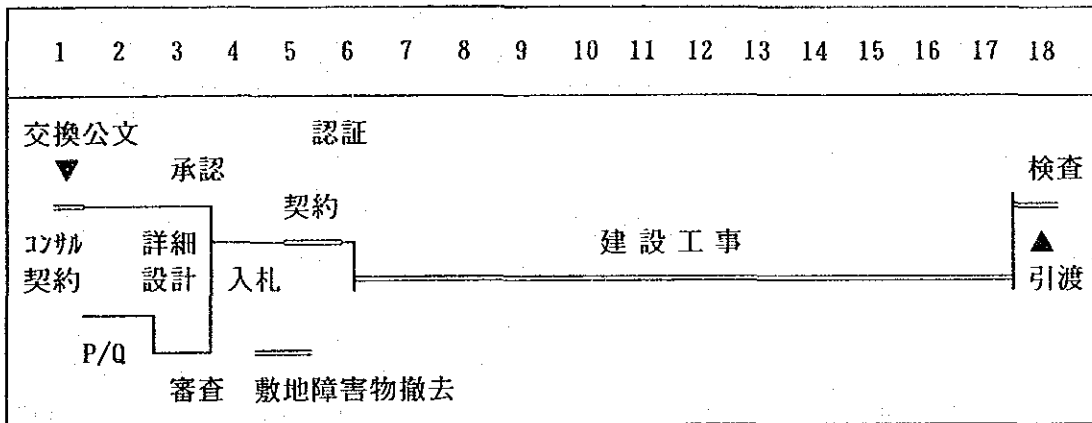 1 2 3 4 5 6 7 8 9 10 11 12 13 14 15 16 17 18
交換公文 認証
▼ 承認 検査
契約
コンサル 詳細 建設工事 ▲
契約 設計 入札 引渡
P/Q
審査 敷地障害物撤去